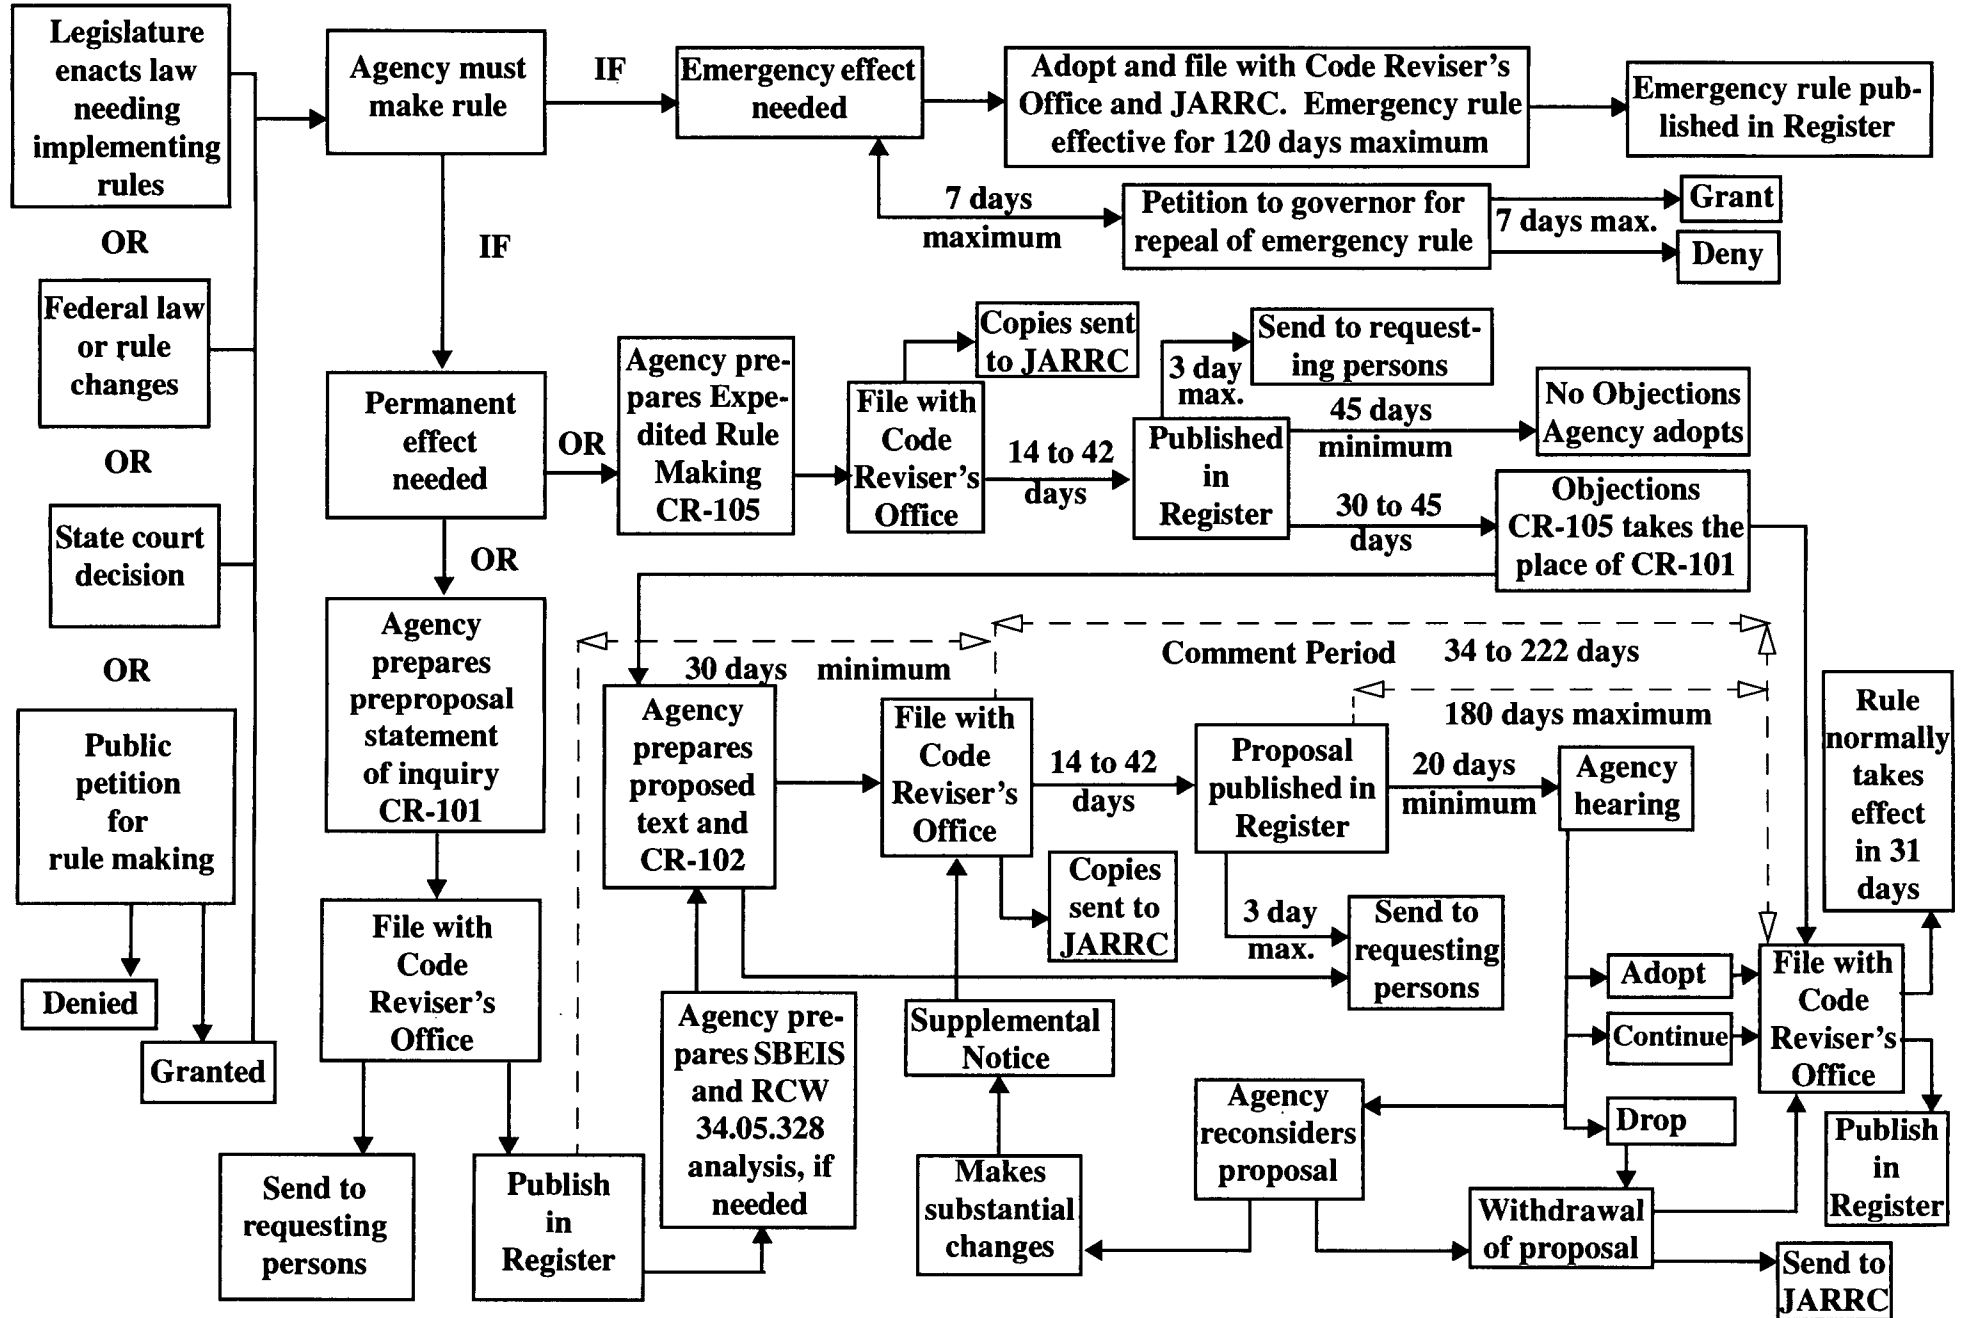 Legislature
enacts law
needing
implementing
rules
OR
Federal law
or rule
changes
OR
State court
decision
OR
Public
petition
for
rule making
Denied
Granted
Agency must
make rule
IF
Emergency effect
needed
Adopt and file with Code Reviser's
Office and JARRC. Emergency rule
effective for 120 days maximum
Emergency rule pub-
lished in Register
7 days
maximum
Petition to governor for
repeal of emergency rule
7 days max.
Grant
Deny
IF
Permanent
effect
needed
OR
Agency pre-
pares Expe-
dited Rule
Making
CR-105
File with
Code
Reviser's
Office
Copies sent
to JARRC
14 to 42
days
Published
in
Register
3 day
max.
Send to request-
ing persons
45 days
minimum
No Objections
Agency adopts
30 to 45
days
Objections
CR-105 takes the
place of CR-101
OR
Agency
prepares
preproposal
statement
of inquiry
CR-101
File with
Code
Reviser's
Office
Send to
requesting
persons
Publish
in
Register
30 days minimum
Agency
prepares
proposed
text and
CR-102
Agency pre-
pares SBEIS
and RCW
34.05.328
analysis, if
needed
File with
Code
Reviser's
Office
Copies
sent to
JARRC
Supplemental
Notice
Makes
substantial
changes
Comment Period 34 to 222 days
180 days maximum
14 to 42
days
Proposal
published in
Register
3 day
max.
Send to
requesting
persons
20 days
minimum
Agency
hearing
Adopt
Continue
Drop
Agency
reconsiders
proposal
Withdrawal
of proposal
Send to
JARRC
File with
Code
Reviser's
Office
Rule
normally
takes
effect
in 31
days
Publish
in
Register